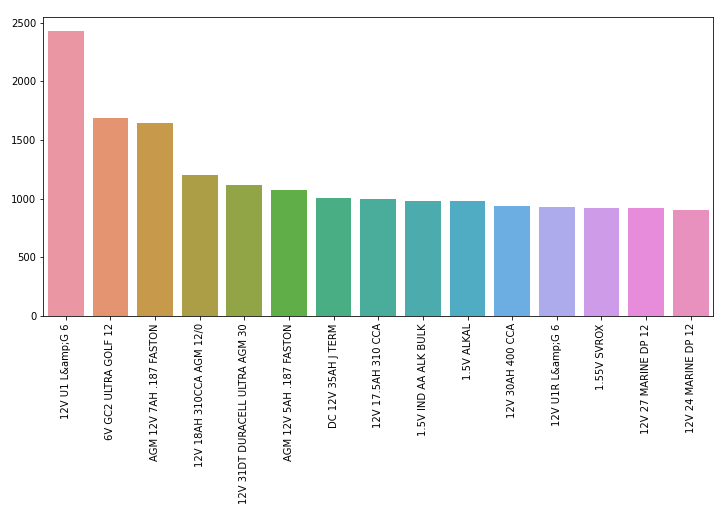 2500
2000
1500
1000
500
0
12V U1 L&amp;G 6
6V GC2 ULTRA GOLF 12
AGM 12V 7AH .187 FASTON
12V 18AH 310CCA AGM 12/0
12V 31DT DURACELL ULTRA AGM 30
AGM 12V 5AH .187 FASTON
DC 12V 35AH J TERM
12V 17.5AH 310 CCA
1.5V IND AA ALK BULK
1.5V ALKAL
12V 30AH 400 CCA
12V U1R L&amp;G 6
1.55V SVROX
12V 27 MARINE DP 12
12V 24 MARINE DP 12